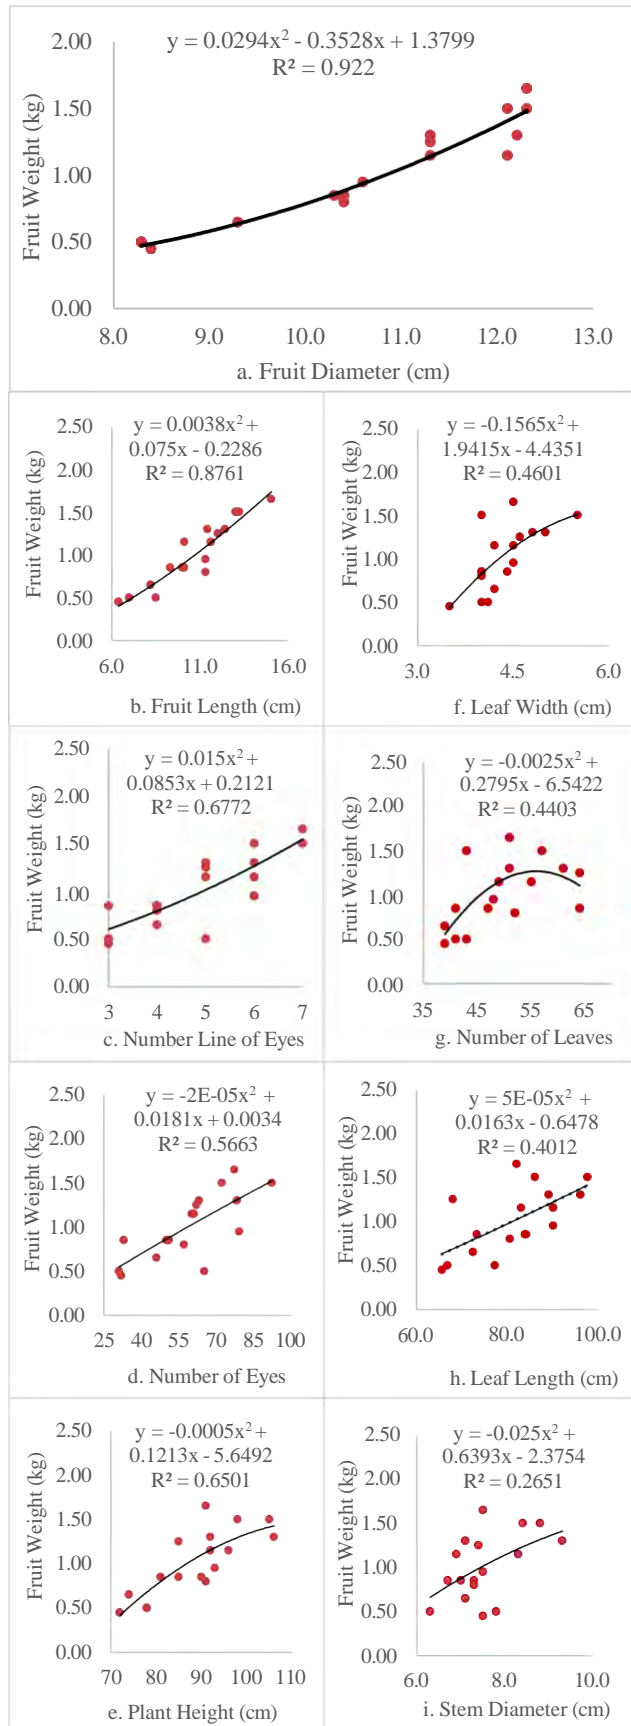 y = 0.0294x² - 0.3528x + 1.3799
R² = 0.922
Fruit Weight (kg)
2.00
1.50
1.00
0.50
0.00
8.0 9.0 10.0 11.0 12.0 13.0
a. Fruit Diameter (cm)
y = 0.0038x² +
0.075x - 0.2286
R² = 0.8761
Fruit Weight (kg)
2.50
2.00
1.50
1.00
0.50
0.00
6.0 11.0 16.0
b. Fruit Length (cm)
y = -0.1565x² +
1.9415x - 4.4351
R² = 0.4601
Fruit Weight (kg)
2.50
2.00
1.50
1.00
0.50
0.00
3.0 4.5 6.0
f. Leaf Width (cm)
y = 0.015x² +
0.0853x + 0.2121
R² = 0.6772
Fruit Weight (kg)
2.50
2.00
1.50
1.00
0.50
0.00
3 4 5 6 7
c. Number Line of Eyes
y = -0.0025x² +
0.2795x - 6.5422
R² = 0.4403
Fruit Weight (kg)
2.50
2.00
1.50
1.00
0.50
0.00
35 45 55 65
g. Number of Leaves
y = -2E-05x² +
0.0181x + 0.0034
R² = 0.5663
Fruit Weight (kg)
2.50
2.00
1.50
1.00
0.50
0.00
25 40 55 70 85 100
d. Number of Eyes
y = 5E-05x² +
0.0163x - 0.6478
R² = 0.4012
Fruit Weight (kg)
2.50
2.00
1.50
1.00
0.50
0.00
60.0 80.0 100.0
h. Leaf Length (cm)
y = -0.0005x² +
0.1213x - 5.6492
R² = 0.6501
Fruit Weight (kg)
2.50
2.00
1.50
1.00
0.50
0.00
70 80 90 100 110
e. Plant Height (cm)
y = -0.025x² +
0.6393x - 2.3754
R² = 0.2651
Fruit Weight (kg)
2.50
2.00
1.50
1.00
0.50
0.00
6.0 8.0 10.0
i. Stem Diameter (cm)